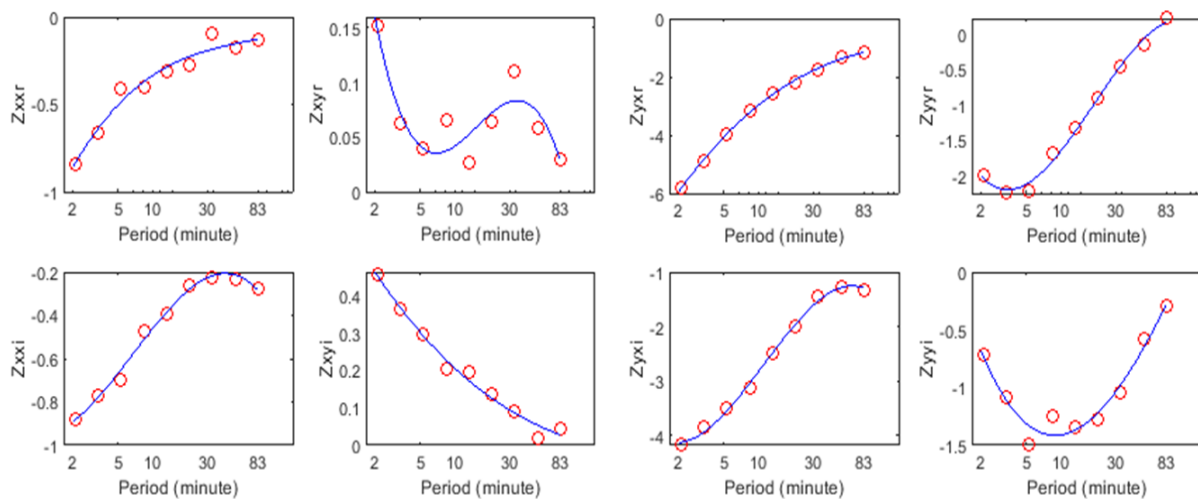 0 0.15 0 0
Zxxr -0.5 Zxyr 0.1 Zyxr -2 Zyyr -0.5
0.05 -4 -1
-1.5
-1 0 -6 -2
2 5 10 30 83 2 5 10 30 83 2 5 10 30 83 2 5 10 30 83
Period (minute) Period (minute) Period (minute) Period (minute)
-0.2 0.4 -1 0
Zxxi -0.4 Zxyi 0.3 Zyxi -2 Zyyi -0.5
-0.6 0.2 -3 -1
-0.8 0.1
-1 0 -4 -1.5
2 5 10 30 83 2 5 10 30 83 2 5 10 30 83 2 5 10 30 83
Period (minute) Period (minute) Period (minute) Period (minute)